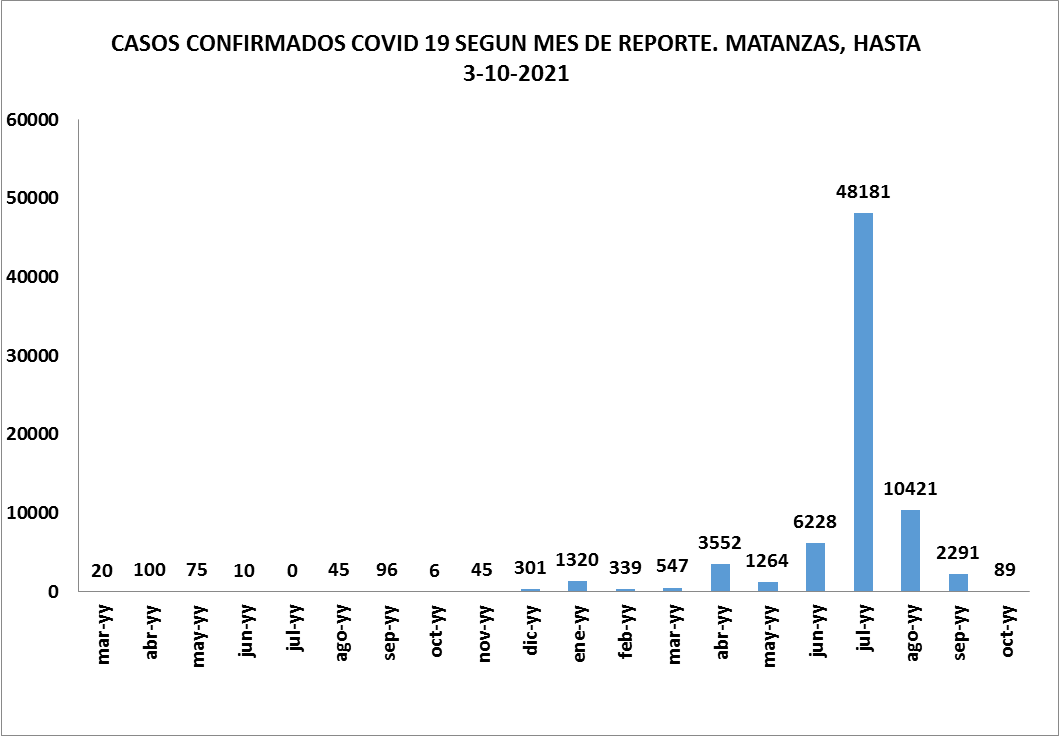 CASOS CONFIRMADOS COVID 19 SEGUN MES DE REPORTE. MATANZAS, HASTA
3-10-2021
60000
50000
40000
30000
20000
10000
0
20
100
75
10
0
45
96
6
45
301
1320
339
547
3552
1264
6228
48181
10421
2291
89
mar-yy
abr-yy
may-yy
jun-yy
jul-yy
ago-yy
sep-yy
oct-yy
nov-yy
dic-yy
ene-yy
feb-yy
mar-yy
abr-yy
may-yy
jun-yy
jul-yy
ago-yy
sep-yy
oct-yy